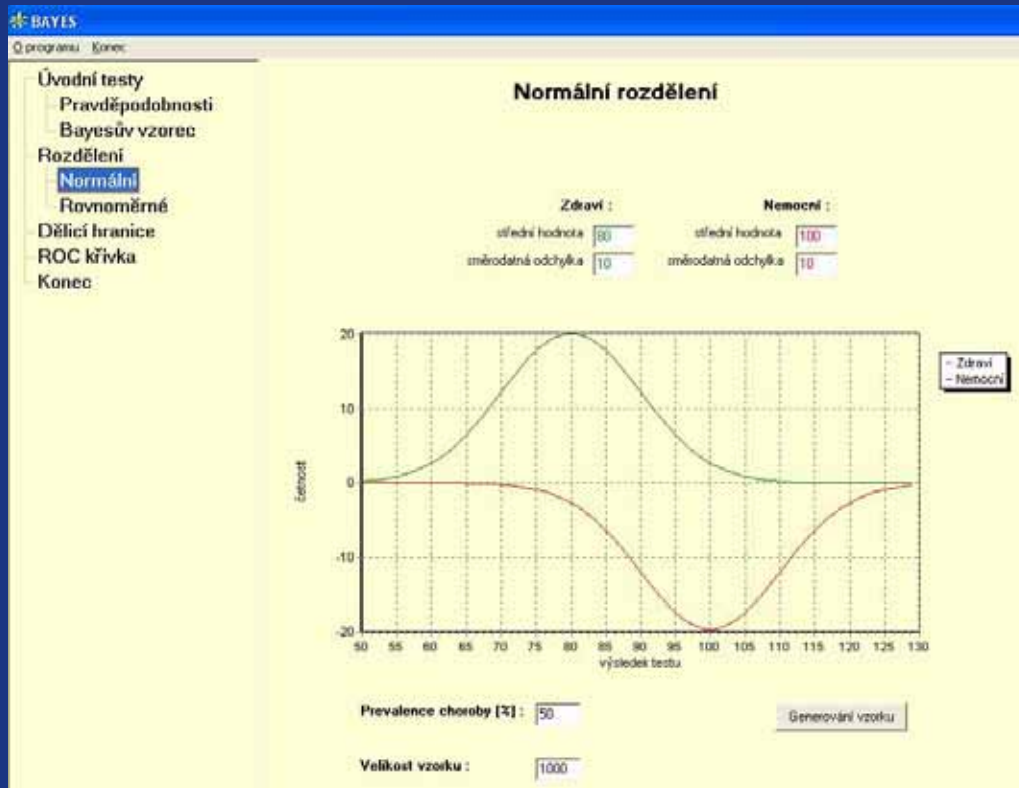 BAYES
O programu Konec
Úvodní testy
Pravděpodobnosti
Bayesův vzorec
Rozdělení
Normální
Rovnoměrné
Dělicí hranice
ROC křivka
Konec
Normální rozdělení
Zdraví : Nemocní :
střední hodnota 80 střední hodnota 100
směrodatná odchylka 10 směrodatná odchylka 10
20
10
0
-10
-20
četnost
50 55 60 65 70 75 80 85 90 95 100 105 110 115 120 125 130
výsledek testu
Zdraví
Nemocní
Prevalence choroby [%] : 50
Generování vzorku
Velikost vzorku : 1000